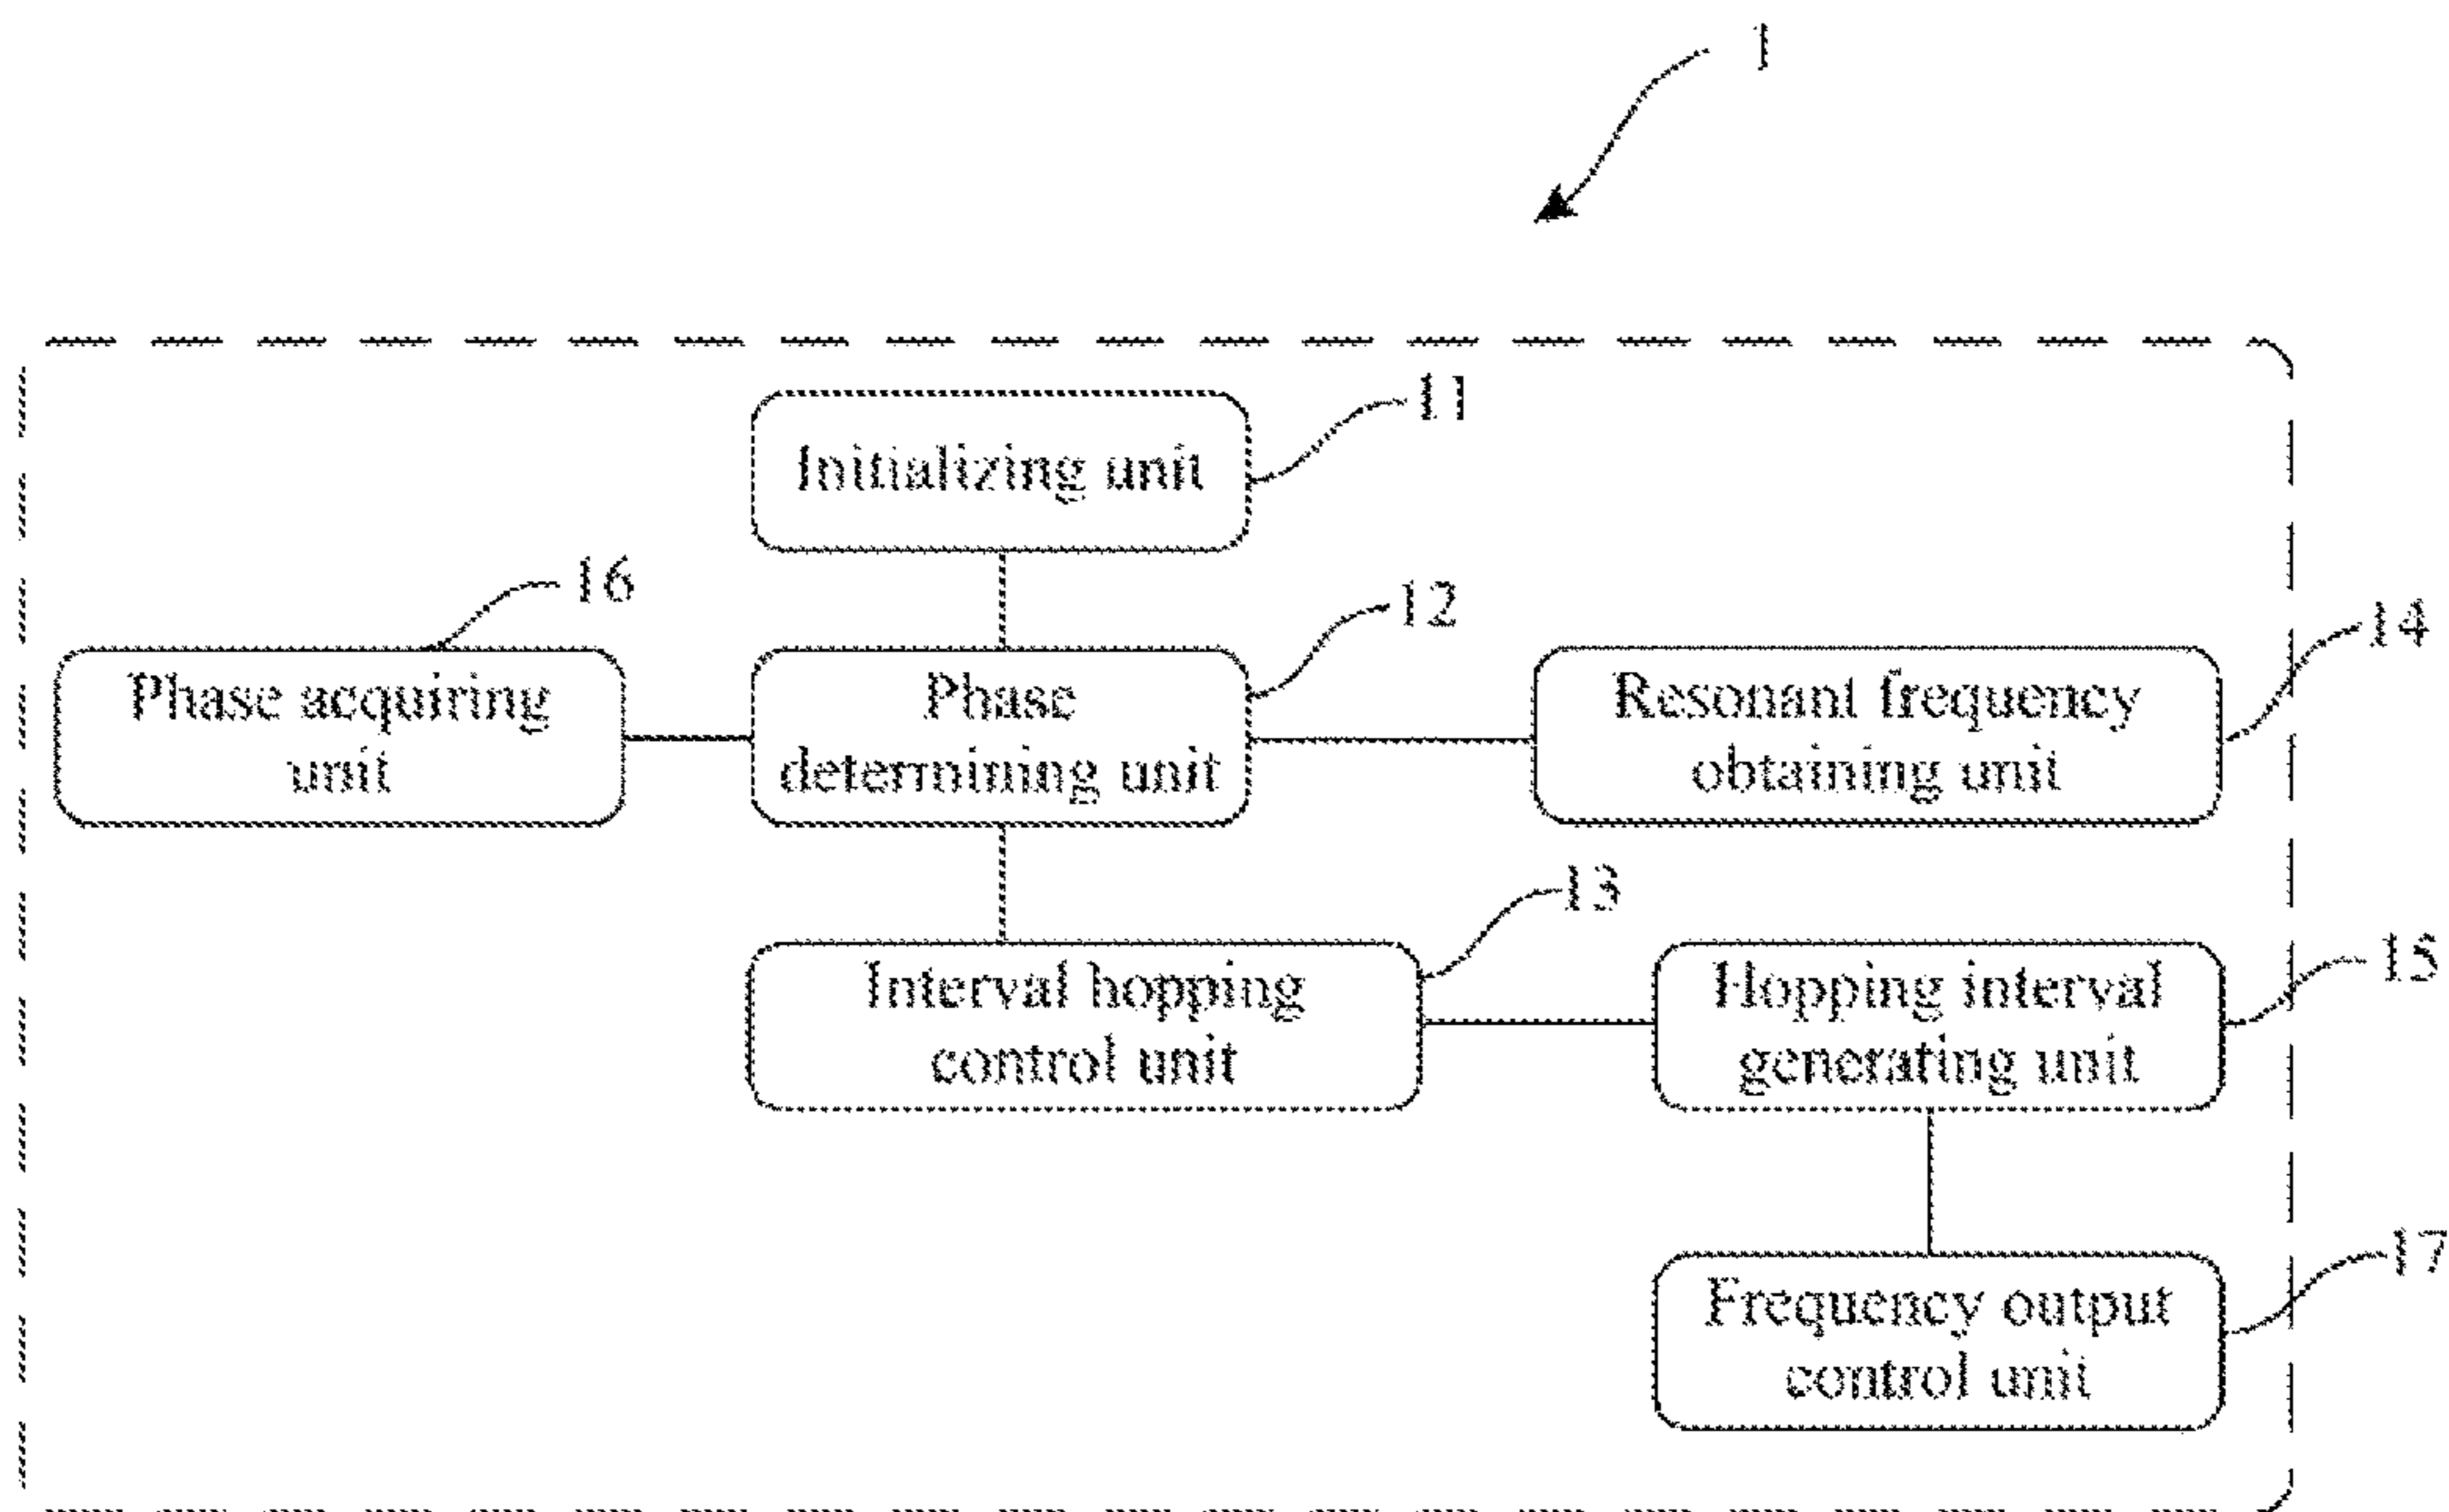 1
11
Initializing unit
16
12
14
Phase acquiring
unit
Phase
determining unit
Resonant frequency
obtaining unit
13
15
Interval hopping
control unit
Hopping interval
generating unit
17
Frequency output
control unit